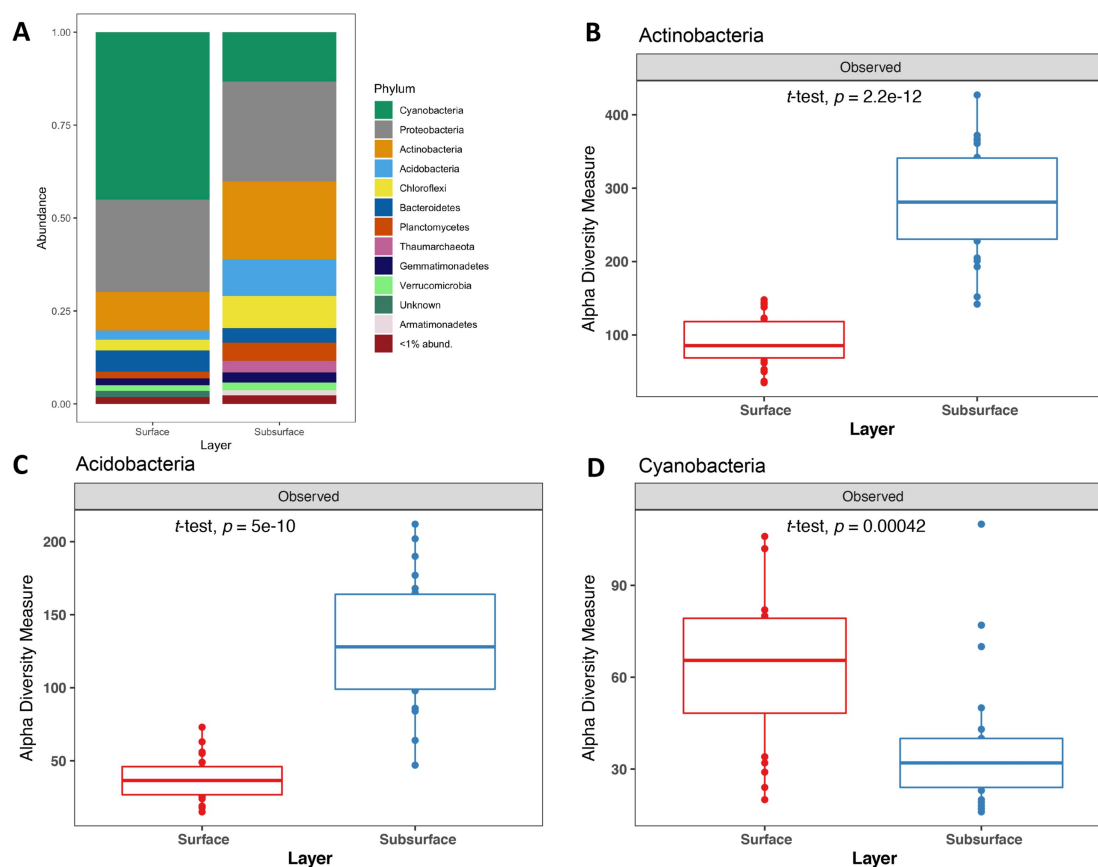 A
1.00
0.75
0.50
0.25
0.00
Abundance
Surface
Subsurface
Layer
Phylum
Cyanobacteria
Proteobacteria
Actinobacteria
Acidobacteria
Chloroflexi
Bacteroidetes
Planctomycetes
Thaumarchaeota
Gemmatimonadetes
Verrucomicrobia
Unknown
Armatimonadetes
<1% abund.
B Actinobacteria
Observed
t-test, p = 2.2e-12
400
300
200
100
Alpha Diversity Measure
Surface
Subsurface
Layer
C Acidobacteria
Observed
t-test, p = 5e-10
200
150
100
50
Alpha Diversity Measure
Surface
Subsurface
Layer
D Cyanobacteria
Observed
t-test, p = 0.00042
90
60
30
Alpha Diversity Measure
Surface
Subsurface
Layer